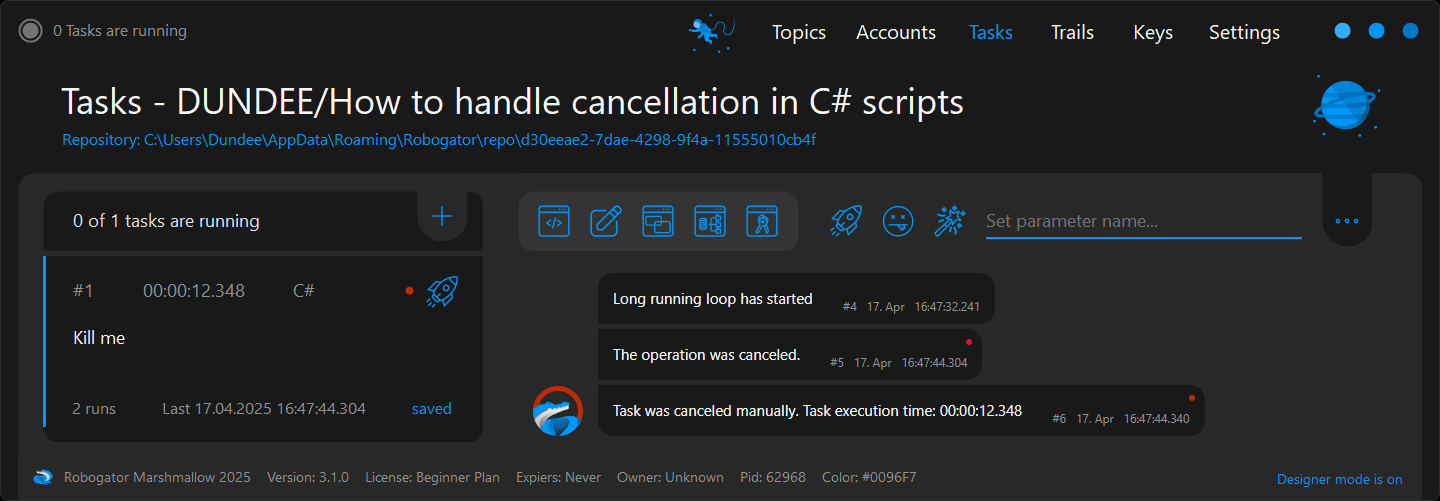 0 Tasks are running
Topics Accounts Tasks Trails Keys Settings
Tasks - DUNDEE/How to handle cancellation in C# scripts
Repository: C:\Users\Dundee\AppData\Roaming\Robogator\repo\d30eeae2-7dae-4298-9f4a-11555010cb4f
0 of 1 tasks are running
+
</>
Set parameter name...
#1 00:00:12.348 C#
Kill me
2 runs Last 17.04.2025 16:47:44.304 saved
Long running loop has started #4 17. Apr 16:47:32.241
The operation was canceled. #5 17. Apr 16:47:44.304
Task was canceled manually. Task execution time: 00:00:12.348 #6 17. Apr 16:47:44.340
Robogator Marshmallow 2025 Version: 3.1.0 License: Beginner Plan Expiers: Never Owner: Unknown Pid: 62968 Color: #0096F7
Designer mode is on